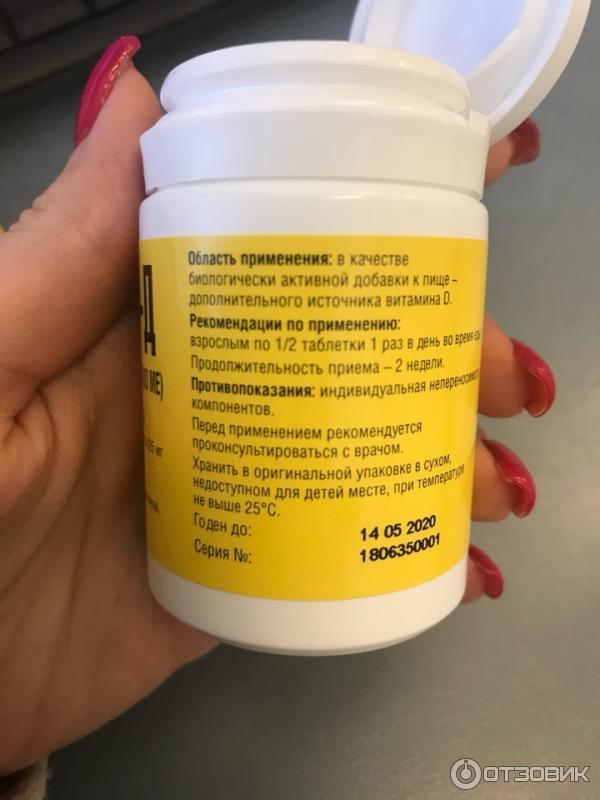 Область применения: в качестве
биологически активной добавки к пище –
дополнительного источника витамина D.
Рекомендации по применению:
взрослым по 1/2 таблетки 1 раз в день во время еды
Продолжительность приема – 2 недели.
Противопоказания: индивидуальная
компонентов.
Перед применением рекомендуется
проконсультироваться с врачом.
Хранить в оригинальной упаковке в сухом,
недоступном для детей месте, при температуре
не выше 25°С.
Годен до: 14 05 2020
Серия №: 1806350001
-Д
МЕ)
мг
ОТЗОВИК